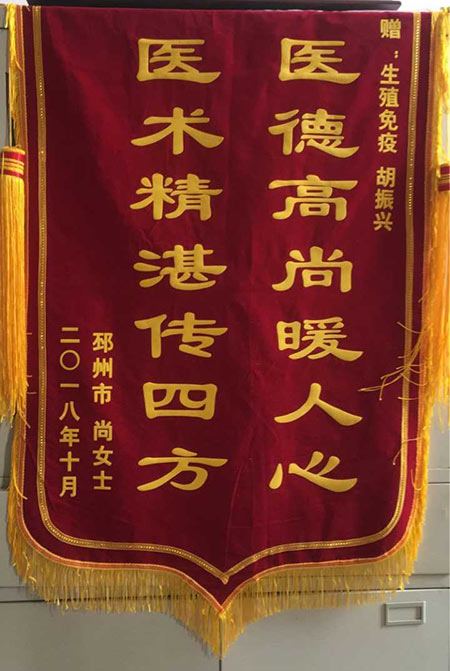 赠：生殖免疫 胡振兴
医德高尚暖人心
医术精湛传四方
邳州市 尚女士
二〇一八年十月